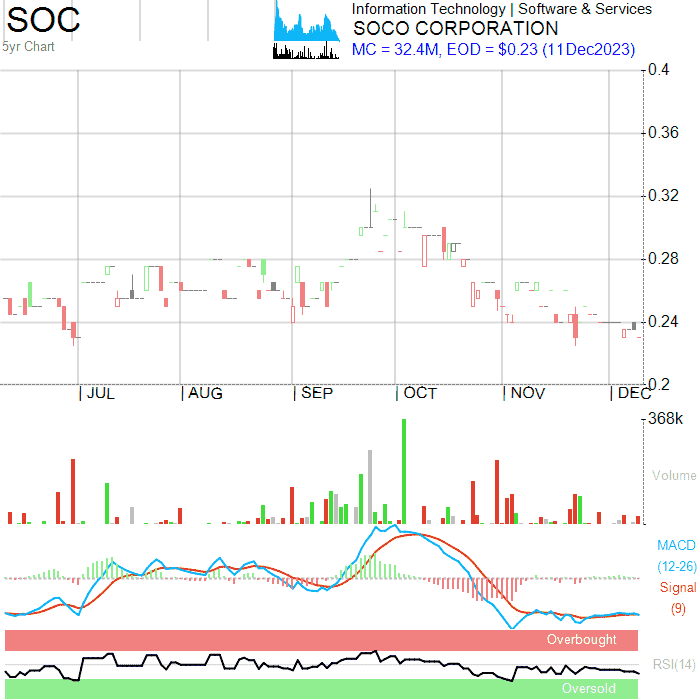 SOC
5yr Chart
Information Technology | Software & Services
SOCO CORPORATION
MC = 32.4M, EOD = $0.23 (11Dec2023)
0.4
0.36
0.32
0.28
0.24
0.2
| JUL | AUG | SEP | OCT | NOV | DEC
368k
Volume
MACD
(12-26)
Signal
(9)
Overbought
RSI(14)
Oversold